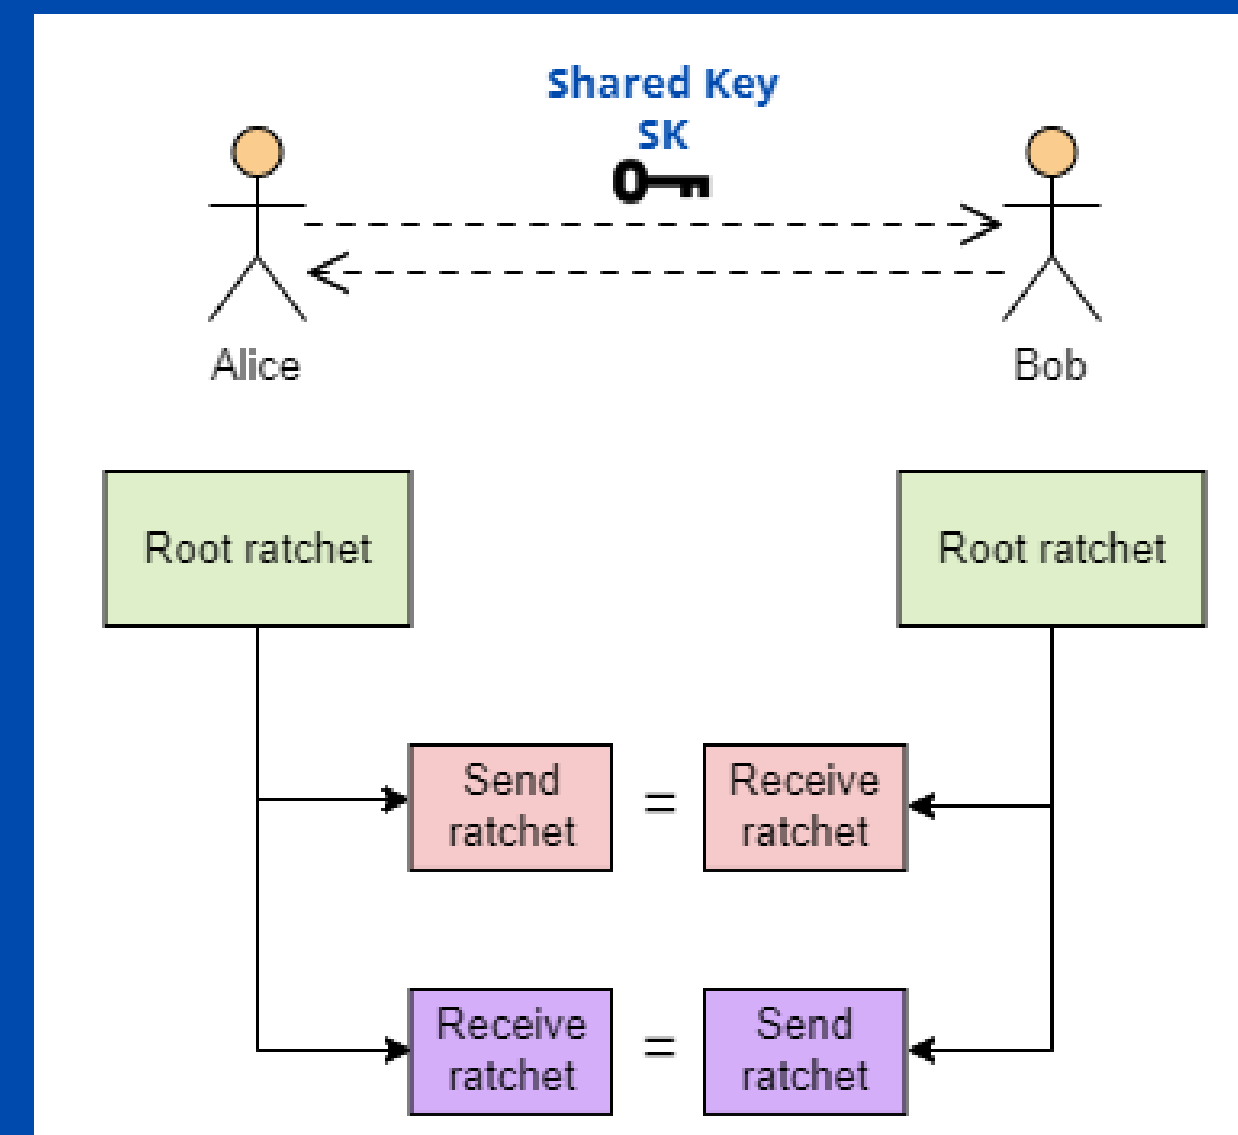 Shared Key
SK
Alice
Bob
Root ratchet
Root ratchet
Send
ratchet
=
Receive
ratchet
Receive
ratchet
=
Send
ratchet